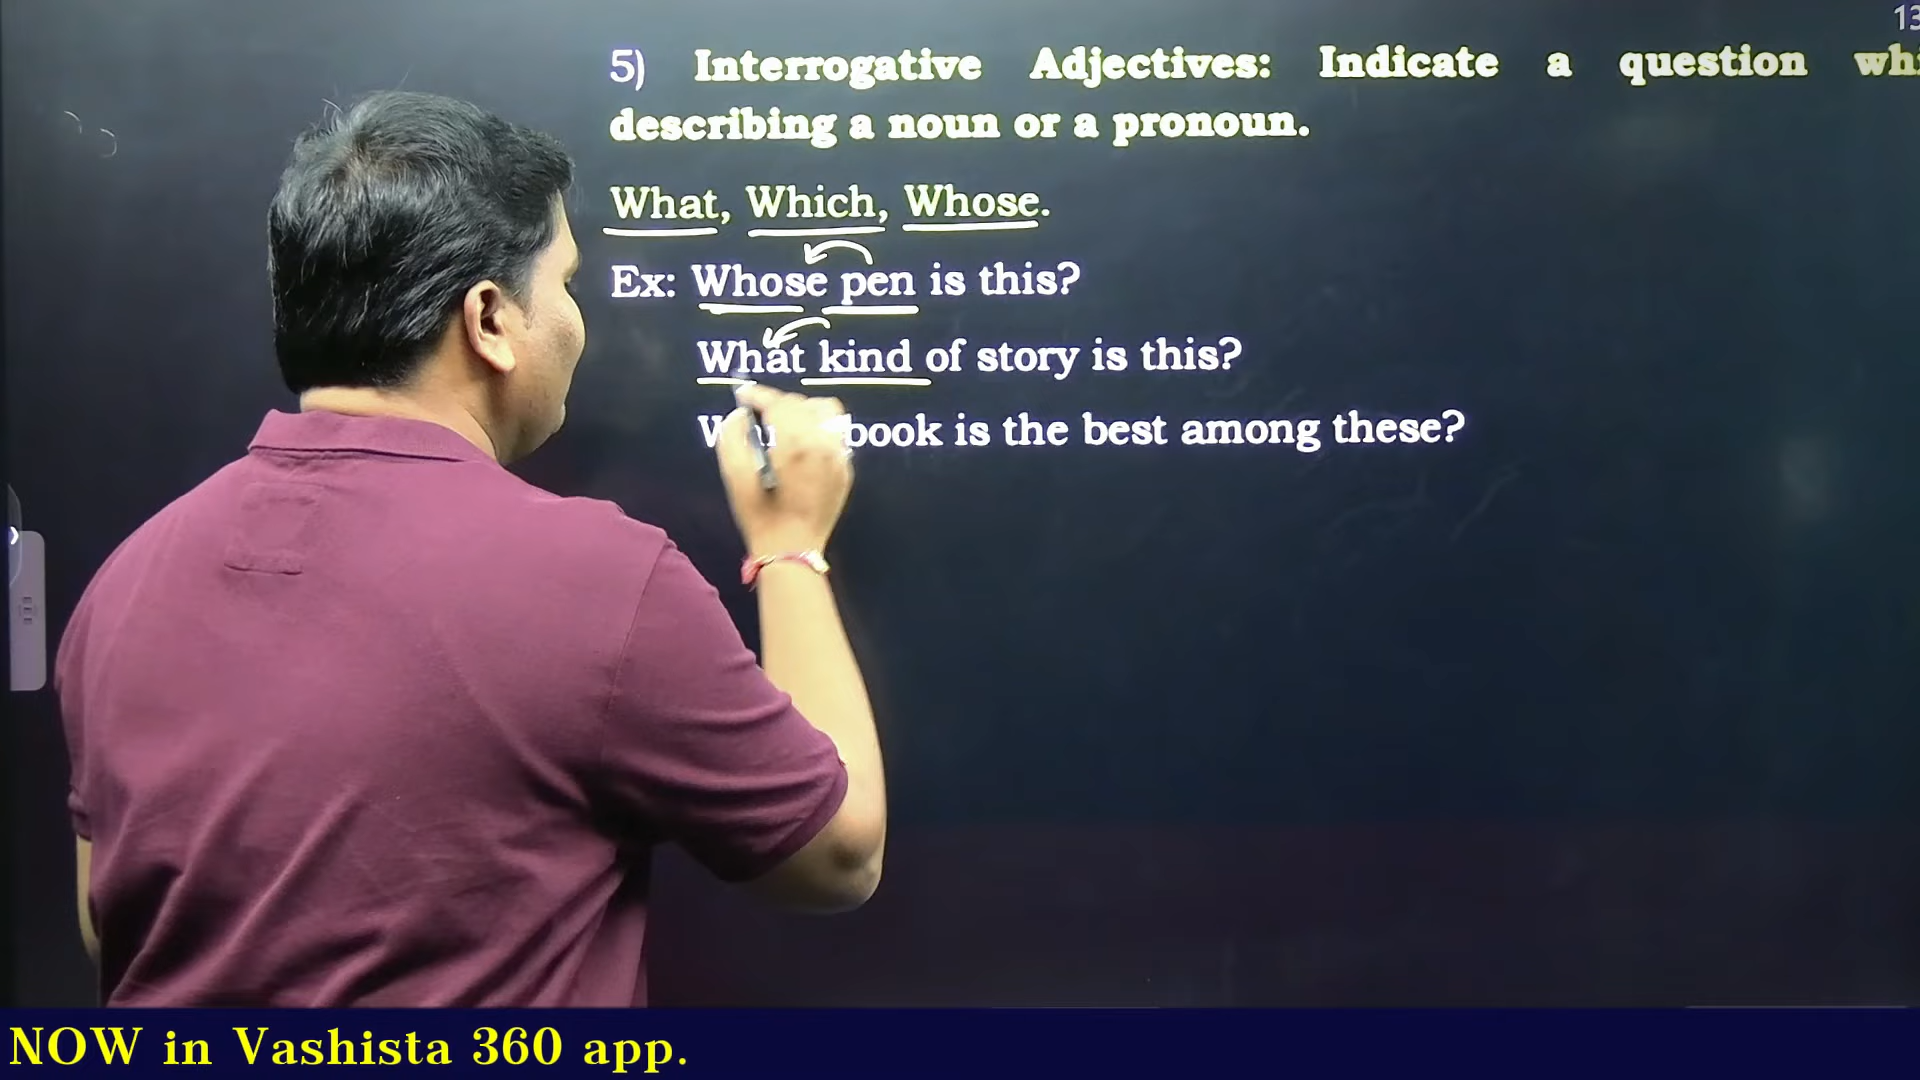 13
5) Interrogative Adjectives: Indicate a question
describing a noun or a pronoun.
What, Which, Whose.
Ex: Whose pen is this?
What kind of story is this?
book is the best among these?
NOW in Vashista 360 app.